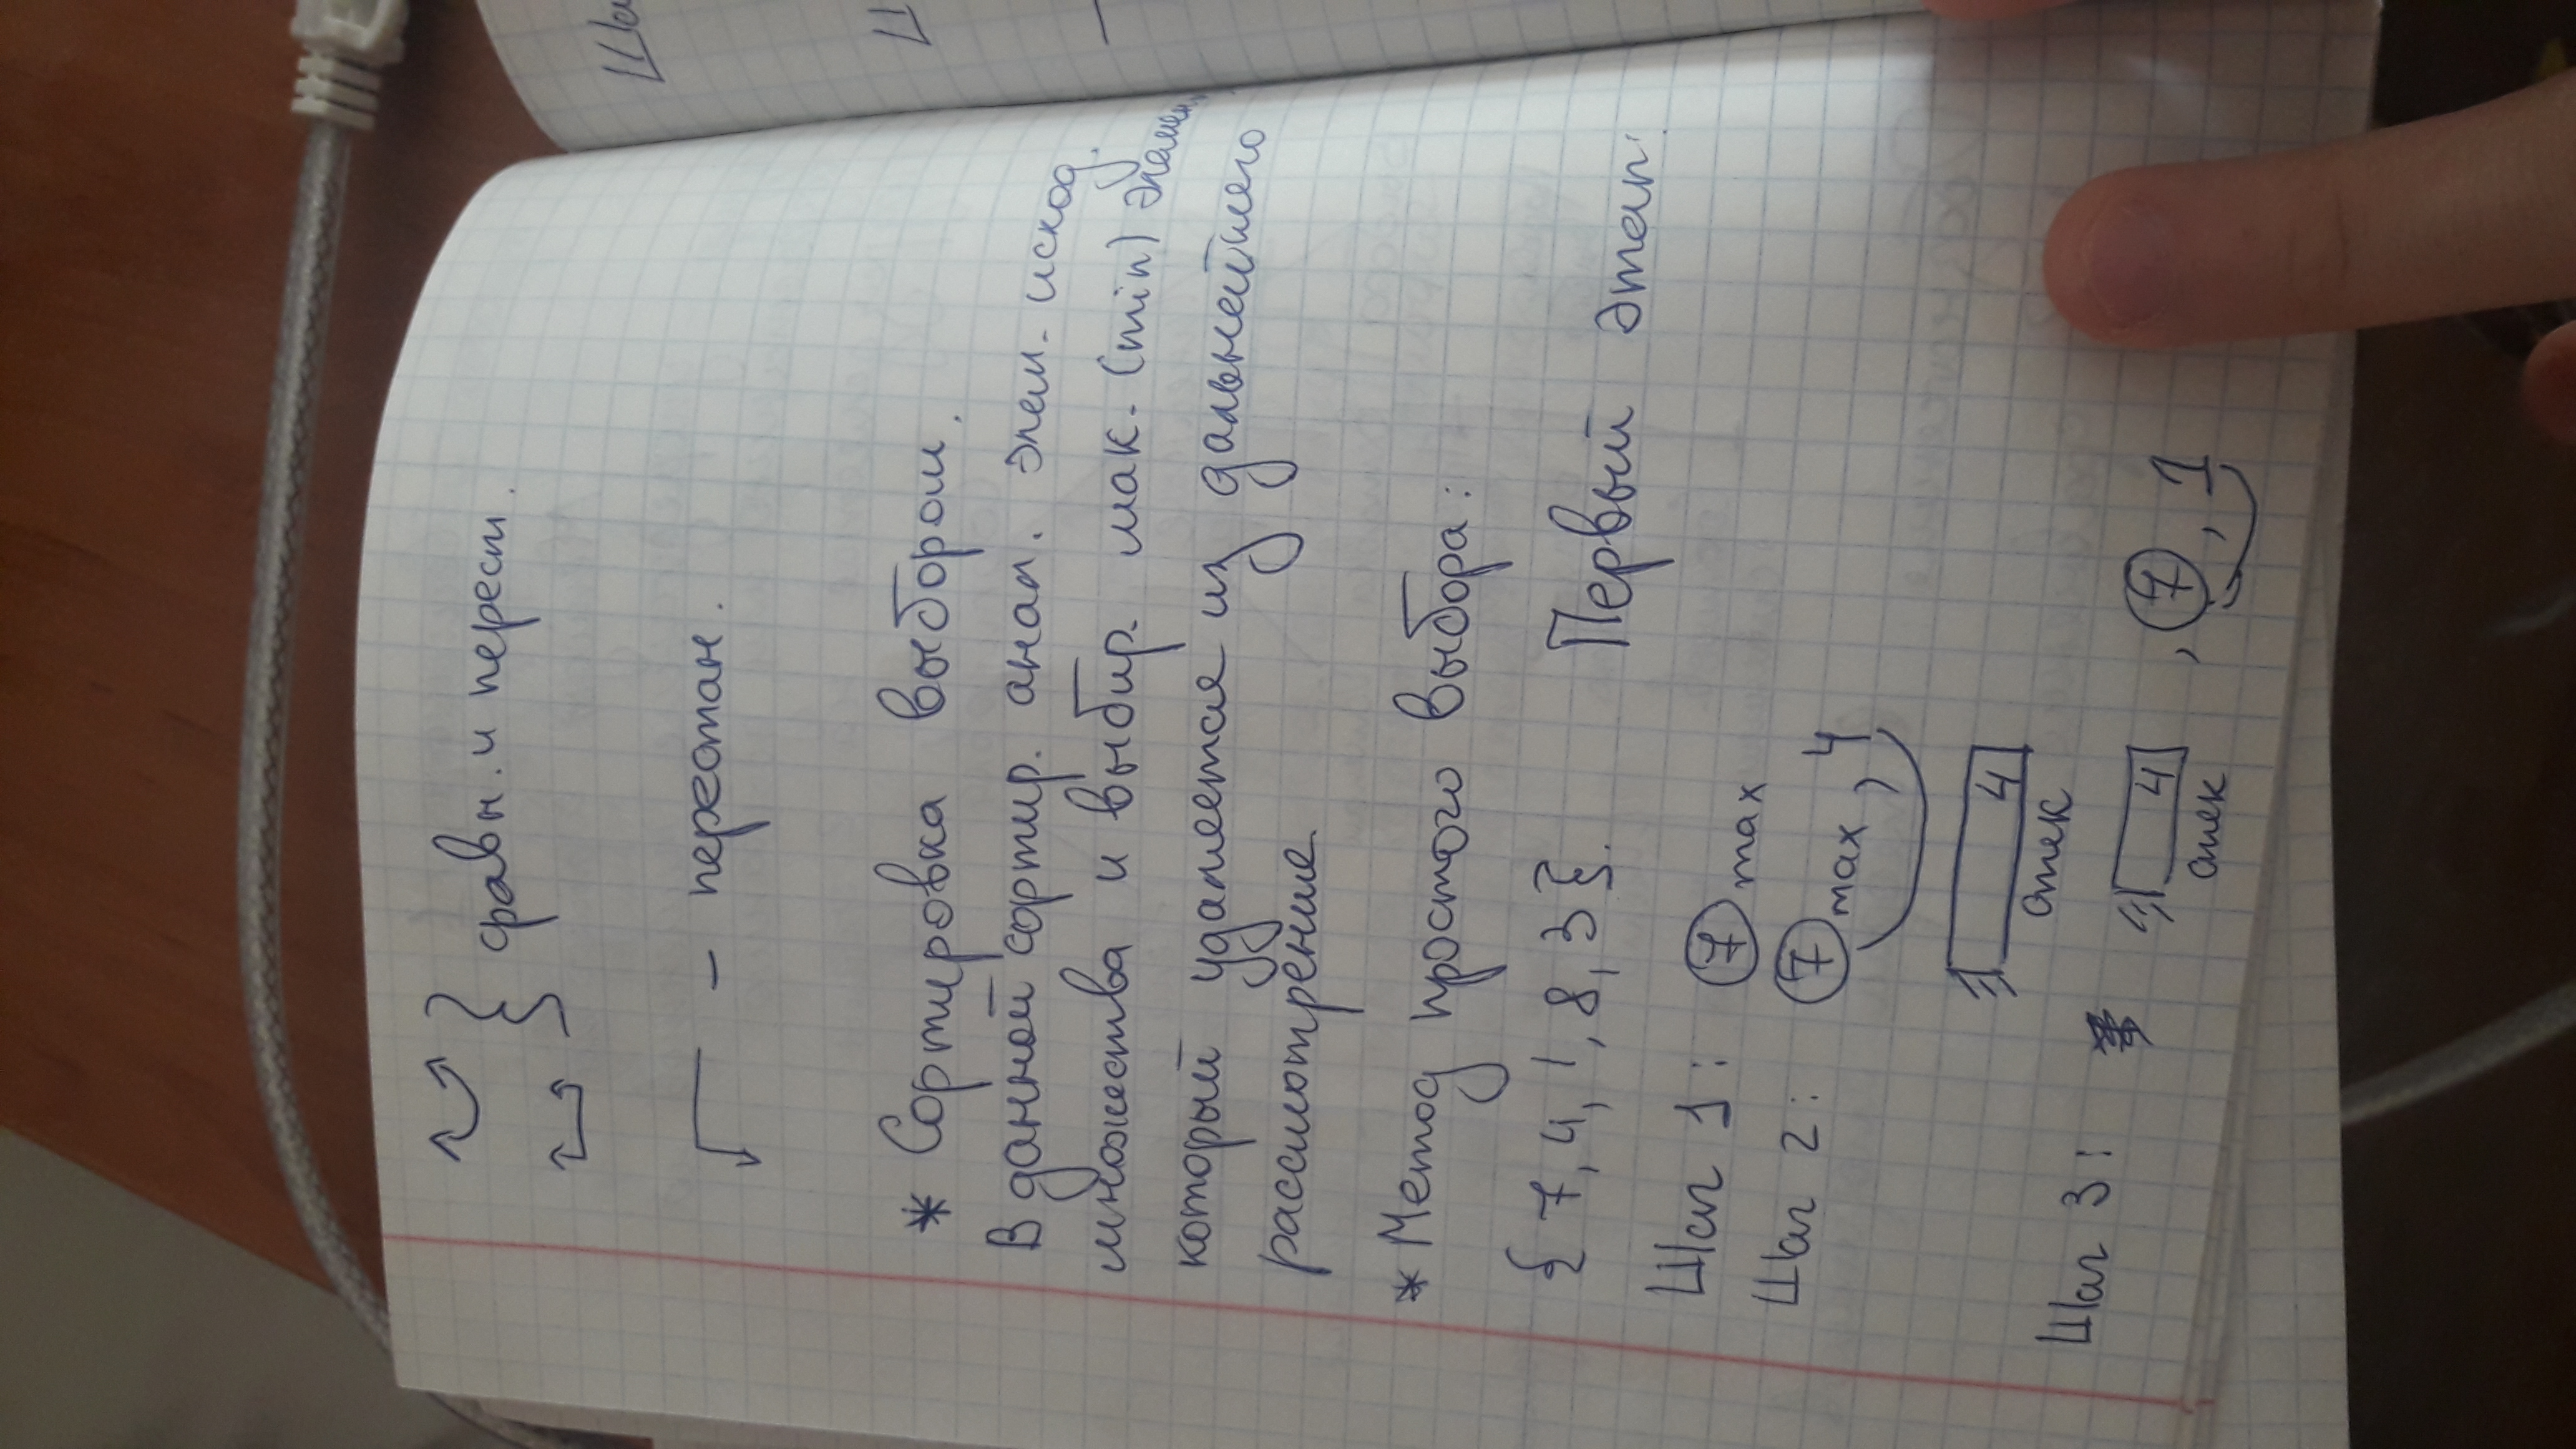 сравн. и перест.
– перестан.
* Сортировка выбором.
В данной сортир. анал. элем. исход.
множества и выбир. мак. (min) элемен
который удаляется из дальнейшего
рассмотрение.
* Метод простого выбора:
{ 7, 4, 1, 8, 3 }. Первый этап:
Шаг 1: 7 max
Шаг 2: 7 max, 4
4
стек
Шаг 3: 4 , 7, 1
стек
Ша